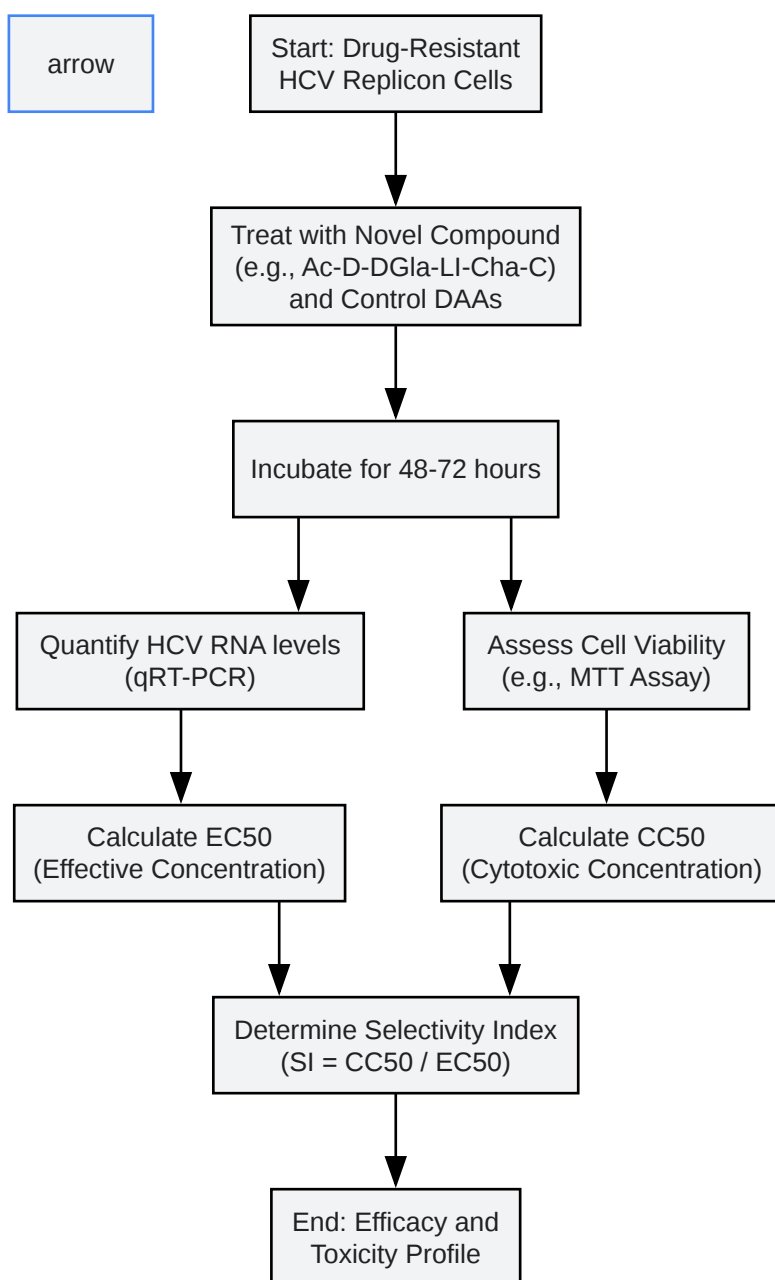 arrow
Start: Drug-Resistant
HCV Replicon Cells
Treat with Novel Compound
(e.g., Ac-D-DGla-LI-Cha-C)
and Control DAAs
Incubate for 48-72 hours
Quantify HCV RNA levels
(qRT-PCR)
Assess Cell Viability
(e.g., MTT Assay)
Calculate EC50
(Effective Concentration)
Calculate CC50
(Cytotoxic Concentration)
Determine Selectivity Index
(SI = CC50 / EC50)
End: Efficacy and
Toxicity Profile